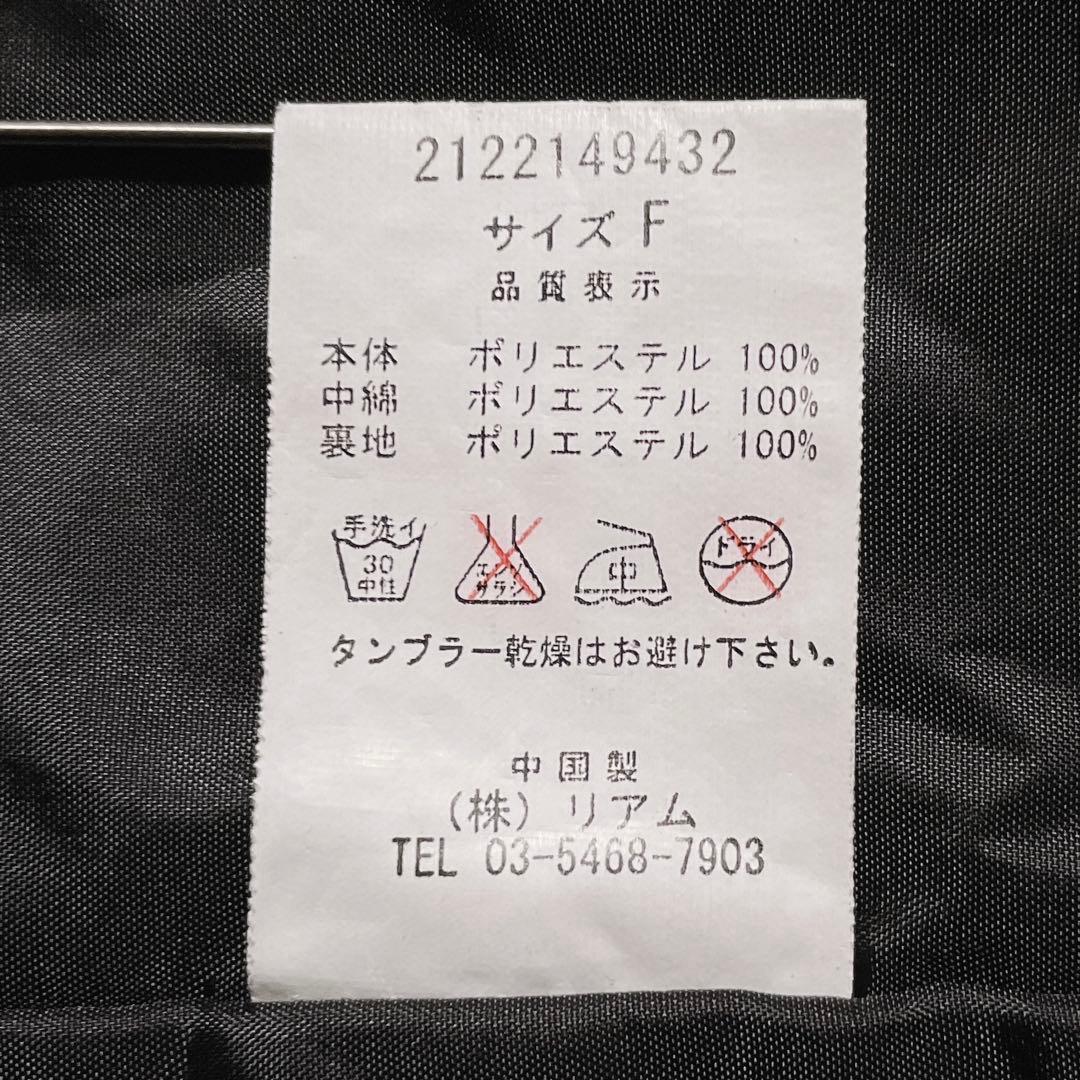 2122149432
サイズ F
品質表示
本体 ポリエステル 100%
中綿 ポリエステル 100%
裏地 ポリエステル 100%
手洗イ
30
中性
エンソ
サラシ
中
ドライ
タンブラー乾燥はお避け下さい。
中国製
(株) リアム
TEL 03-5468-7903